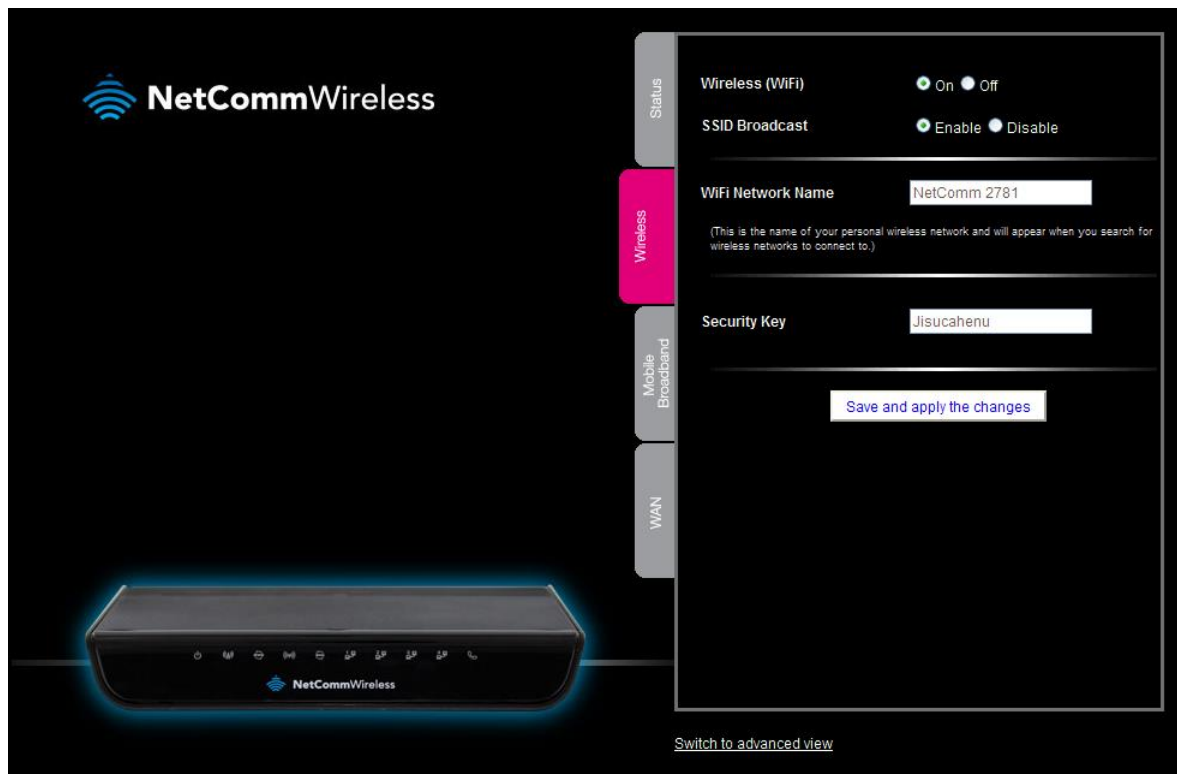 NetCommWireless
Status
Wireless
Mobile
Broadband
WAN
Wireless (WiFi) On Off
SSID Broadcast Enable Disable
WiFi Network Name NetComm 2781
(This is the name of your personal wireless network and will appear when you search for
wireless networks to connect to.)
Security Key Jisucahenu
Save and apply the changes
NetCommWireless
Switch to advanced view